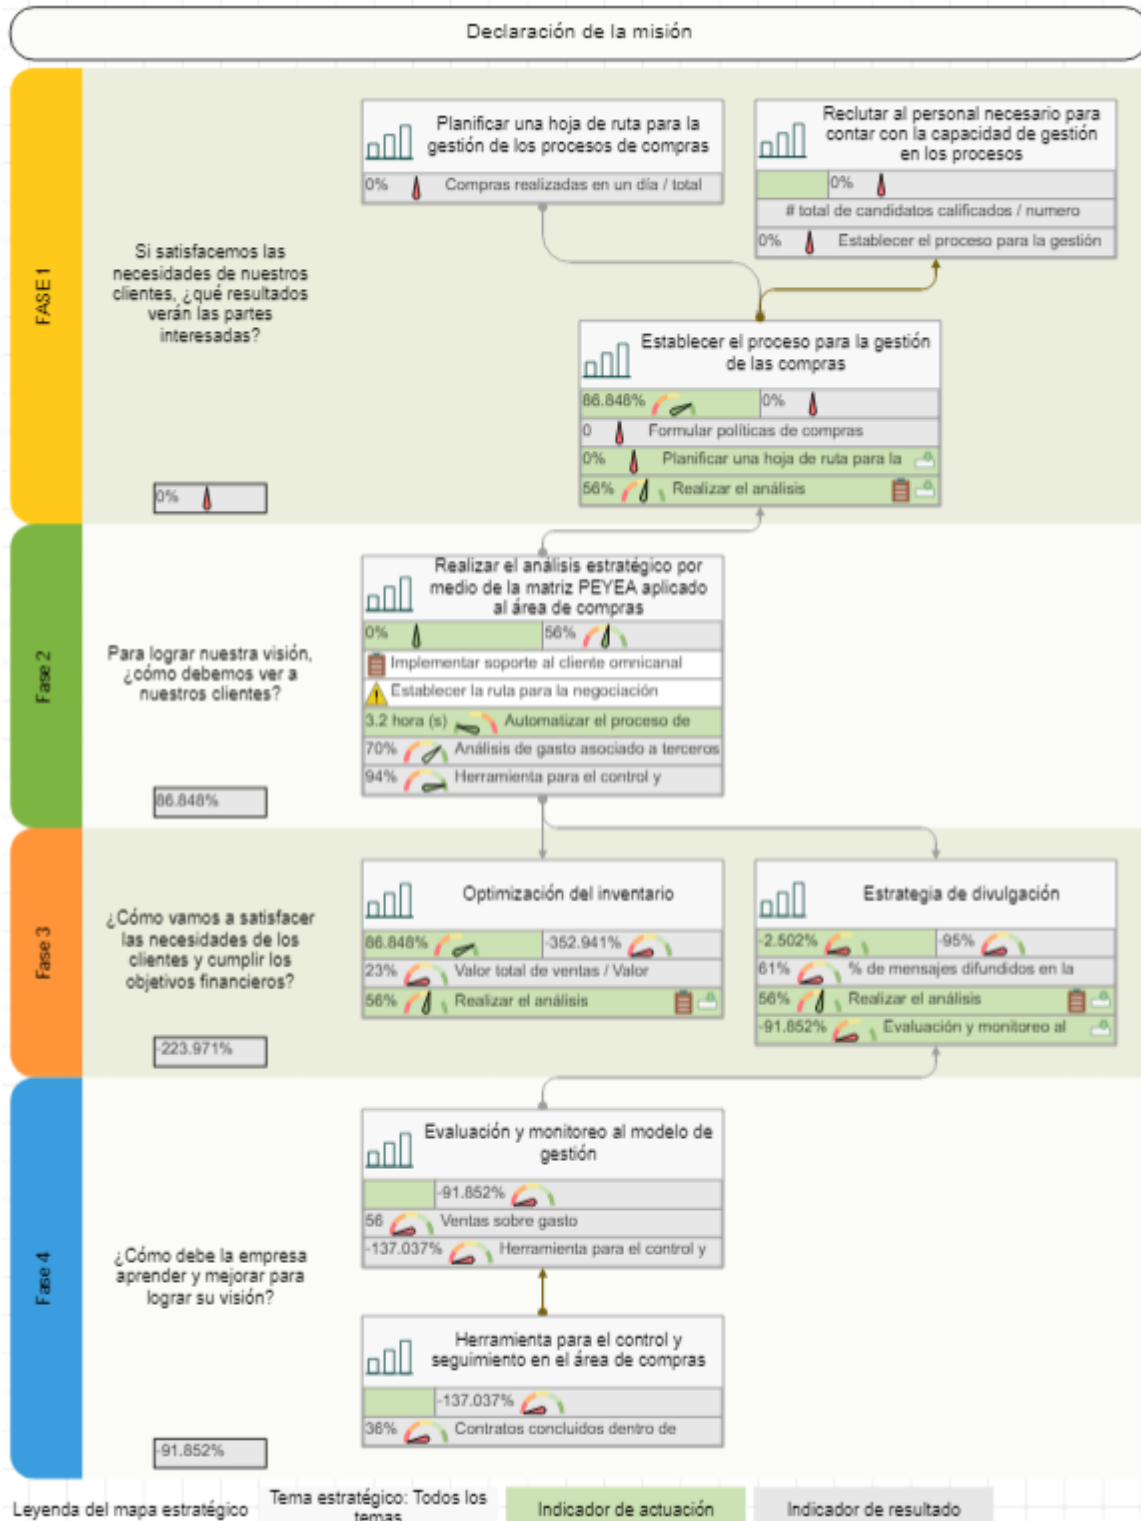 Declaración de la misión
FASE 1
Si satisfacemos las
necesidades de nuestros
clientes, ¿qué resultados
verán las partes
interesadas?
0%
Planificar una hoja de ruta para la
gestión de los procesos de compras
0% Compras realizadas en un día / total
Reclutar al personal necesario para
contar con la capacidad de gestión
en los procesos
0%
# total de candidatos calificados / numero
0% Establecer el proceso para la gestión
Establecer el proceso para la gestión
de las compras
86.848% 0%
0 Formular políticas de compras
0% Planificar una hoja de ruta para la
56% Realizar el análisis
Fase 2
Para lograr nuestra visión,
¿cómo debemos ver a
nuestros clientes?
86.848%
Realizar el análisis estratégico por
medio de la matriz PEYEA aplicado
al área de compras
0% 56%
Implementar soporte al cliente omnicanal
Establecer la ruta para la negociación
3.2 hora (s) Automatizar el proceso de
70% Análisis de gasto asociado a terceros
94% Herramienta para el control y
Fase 3
¿Cómo vamos a satisfacer
las necesidades de los
clientes y cumplir los
objetivos financieros?
-223.971%
Optimización del inventario
86.848% -352.941%
23% Valor total de ventas / Valor
56% Realizar el análisis
Estrategia de divulgación
-2.502% -95%
61% % de mensajes difundidos en la
56% Realizar el análisis
-91.852% Evaluación y monitoreo al
Fase 4
¿Cómo debe la empresa
aprender y mejorar para
lograr su visión?
-91.852%
Evaluación y monitoreo al modelo de
gestión
-91.852%
56 Ventas sobre gasto
-137.037% Herramienta para el control y
Herramienta para el control y
seguimiento en el área de compras
-137.037%
36% Contratos concluidos dentro de
Leyenda del mapa estratégico
Tema estratégico: Todos los
temas
Indicador de actuación
Indicador de resultado